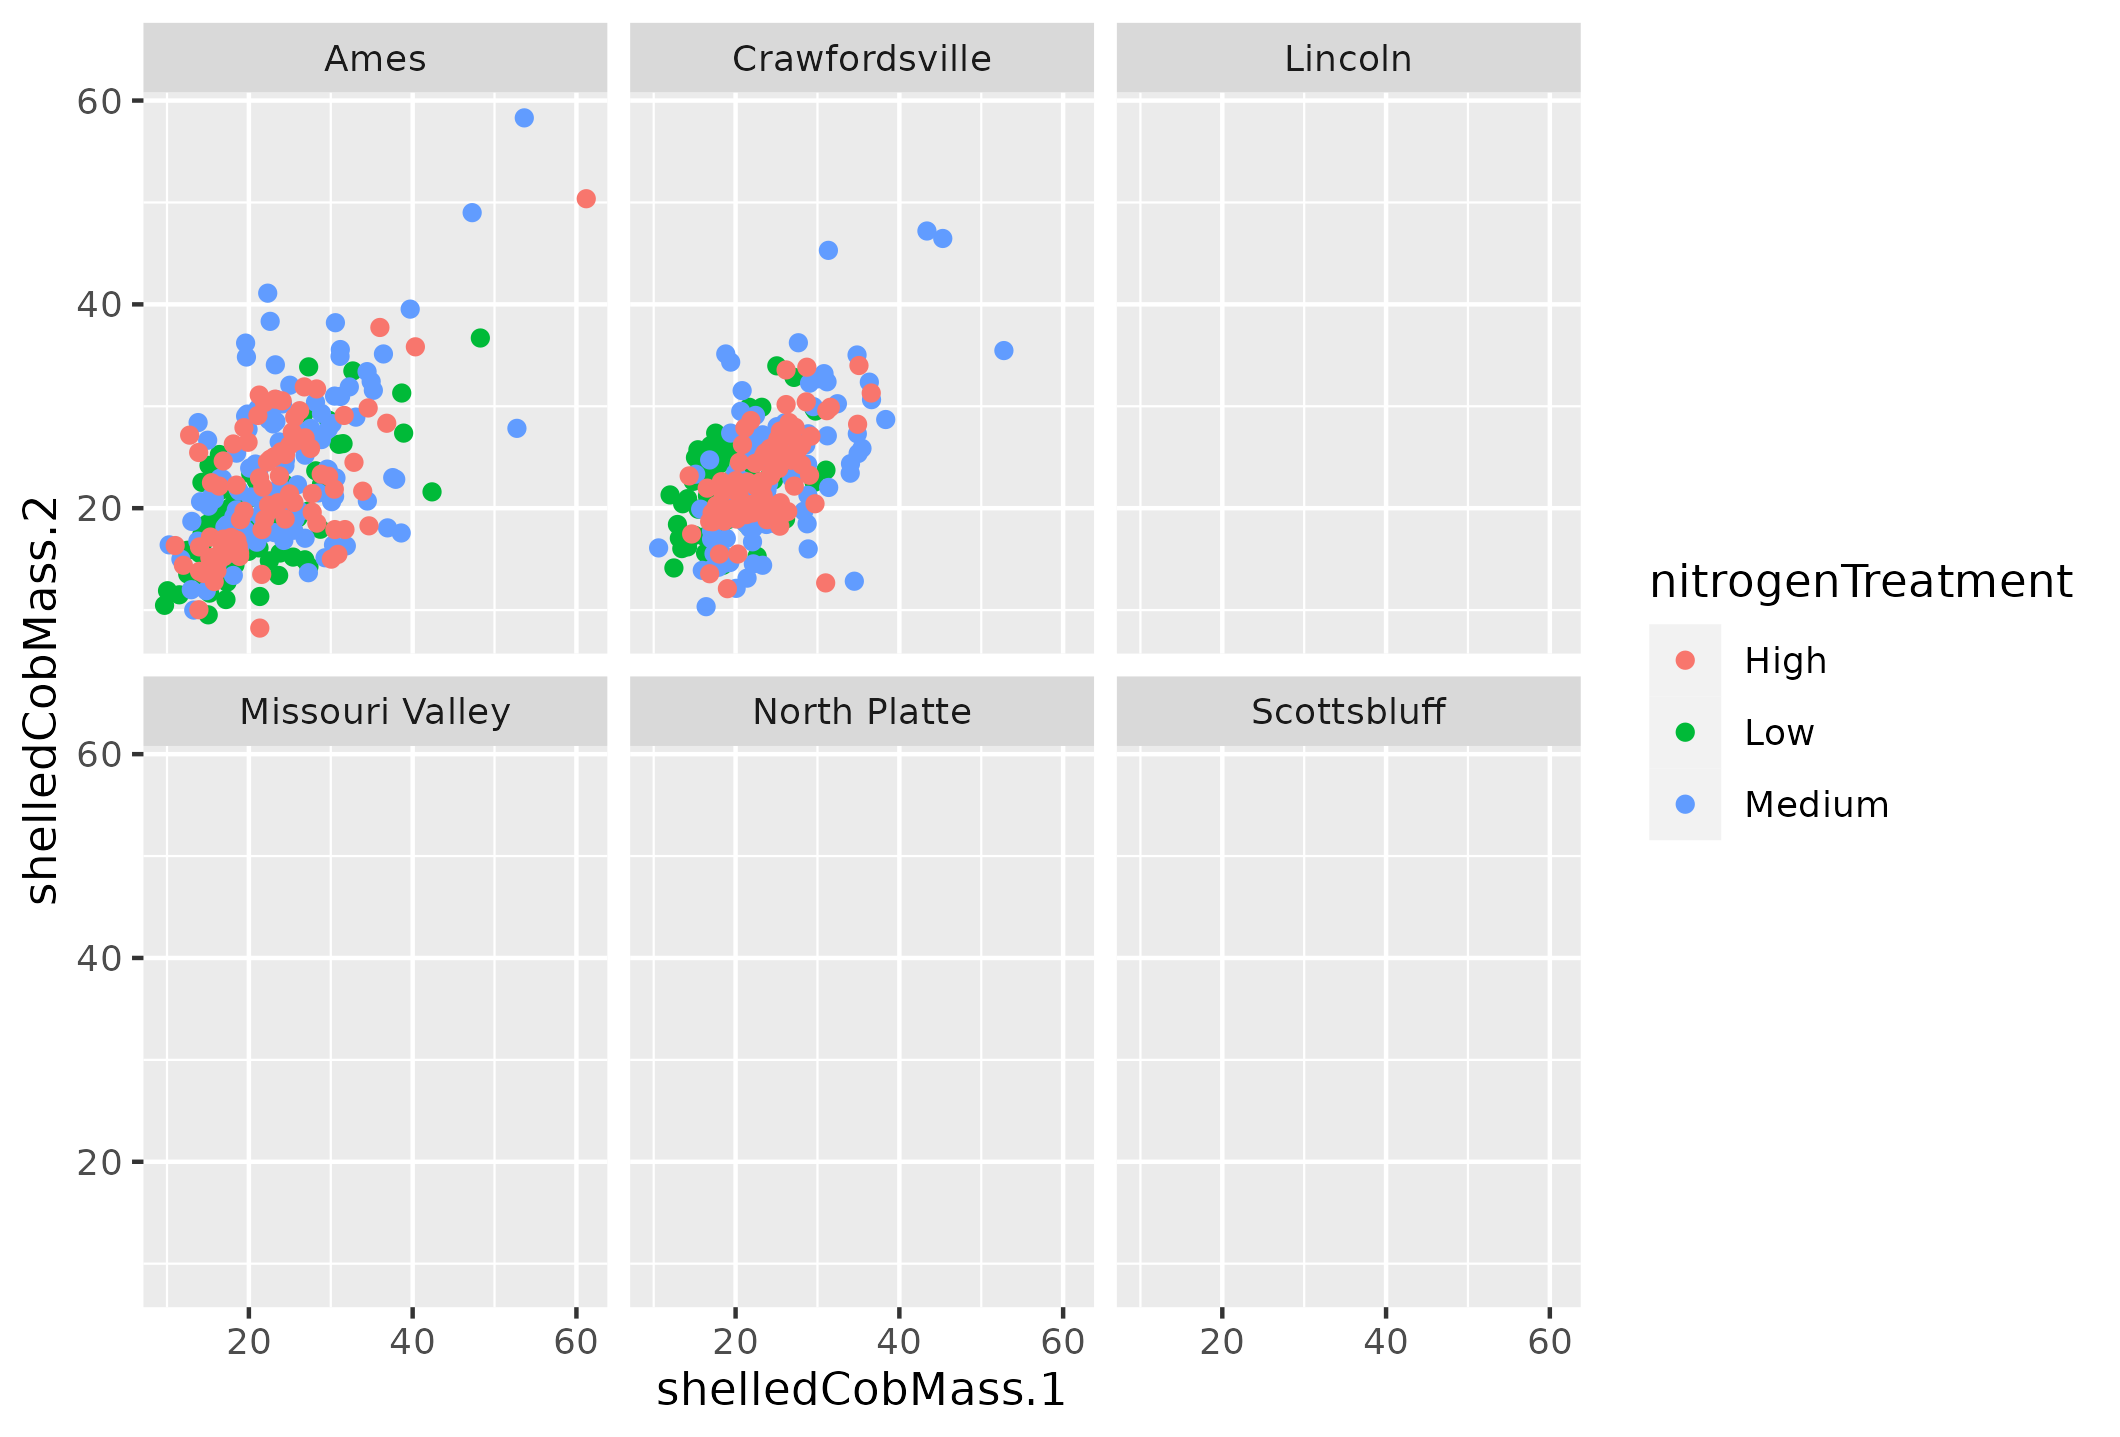 Ames
Crawfordsville
Lincoln
60
40
20
Missouri Valley
North Platte
Scottsbluff
60
40
20
20 40 60 20 40 60 20 40 60
shelledCobMass.1
shelledCobMass.2
nitrogenTreatment
High
Low
Medium